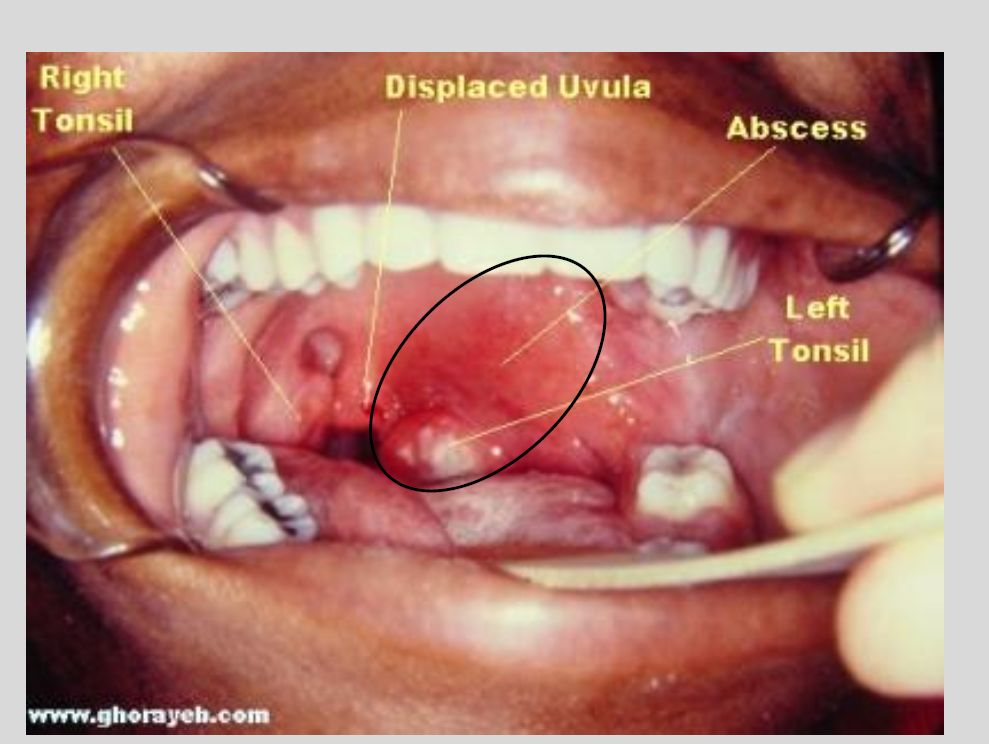 Right
Tonsil
Displaced Uvula
Abscess
Left
Tonsil
www.ghorayeb.com